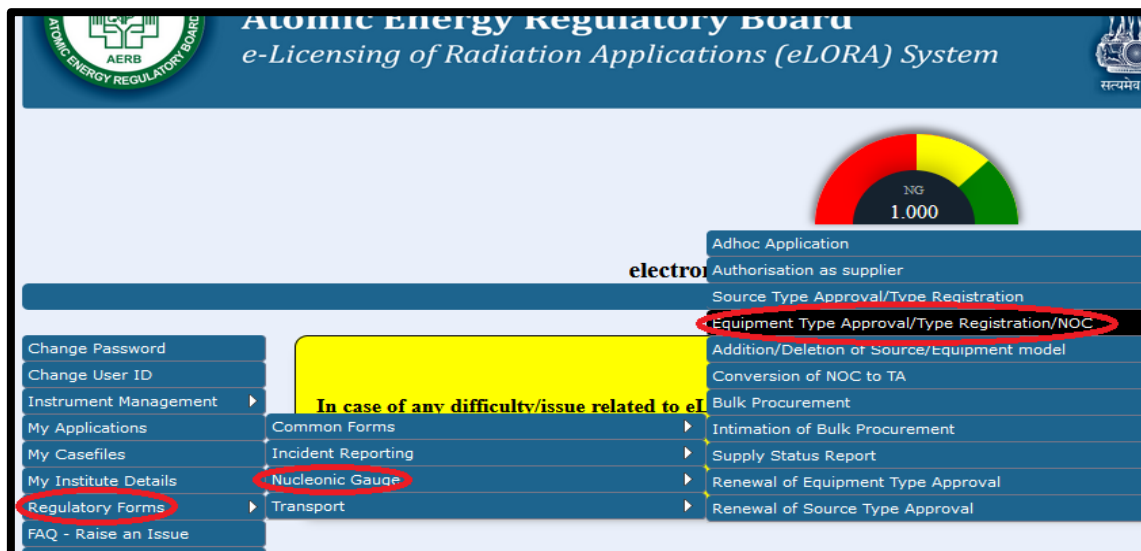 Atomic Energy Regulatory Board
e-Licensing of Radiation Applications (eLORA) System
ATOMIC ENERGY REGULATORY BOARD
AERB
सत्यमेव
NG
1.000
electron
Adhoc Application
Authorisation as supplier
Source Type Approval/Type Registration
Equipment Type Approval/Type Registration/NOC
Addition/Deletion of Source/Equipment model
Conversion of NOC to TA
Bulk Procurement
Intimation of Bulk Procurement
Supply Status Report
Renewal of Equipment Type Approval
Renewal of Source Type Approval
Change Password
Change User ID
Instrument Management
My Applications
My Casefiles
My Institute Details
Regulatory Forms
FAQ - Raise an Issue
In case of any difficulty/issue related to eL
Common Forms
Incident Reporting
Nucleonic Gauge
Transport